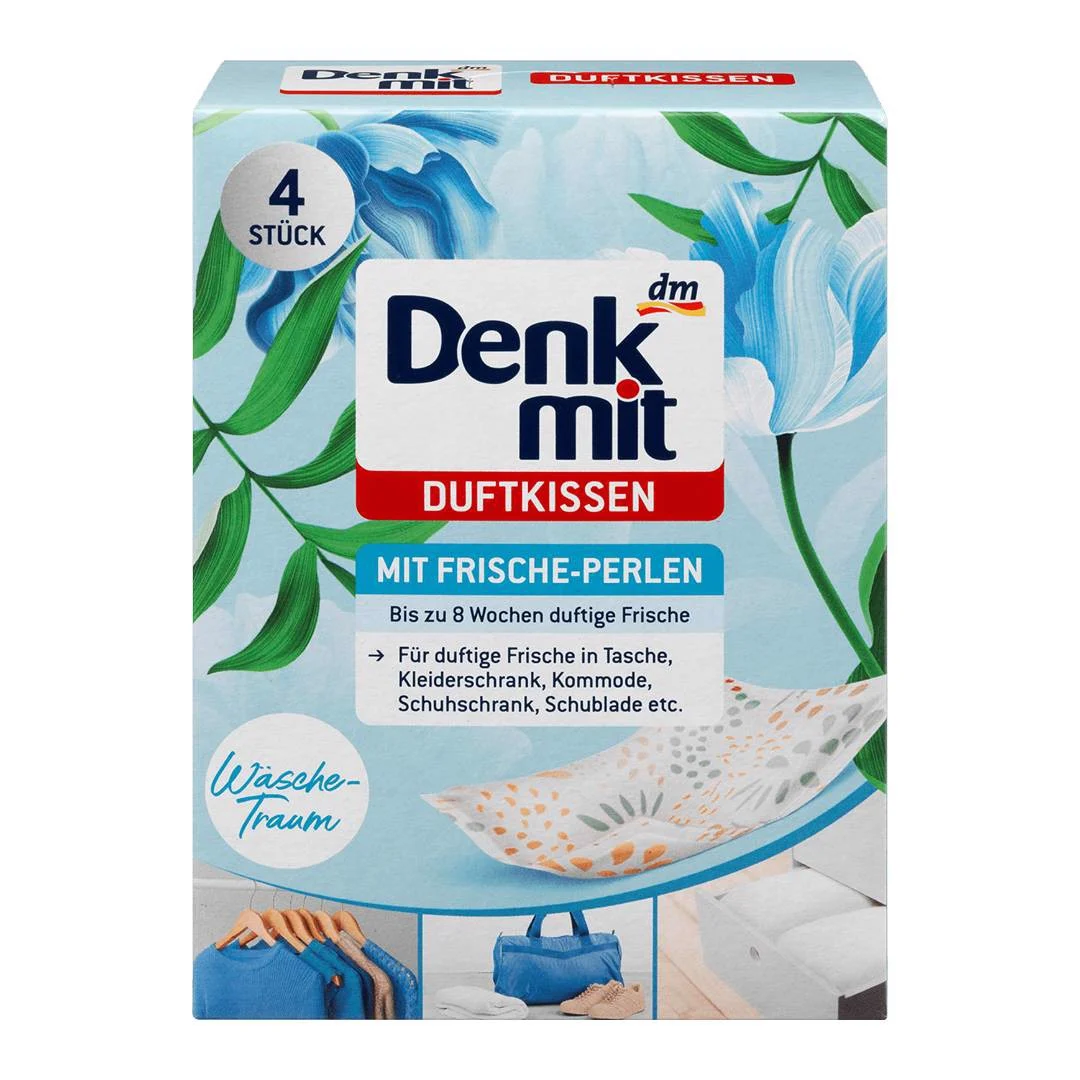 Denk dm
mit
DUFTKISSEN
4
STÜCK
dm
Denk
mit
DUFTKISSEN
MIT FRISCHE-PERLEN
Bis zu 8 Wochen duftige Frische
→ Für duftige Frische in Tasche,
Kleiderschrank, Kommode,
Schuhschrank, Schublade etc.
Wäsche-
Traum